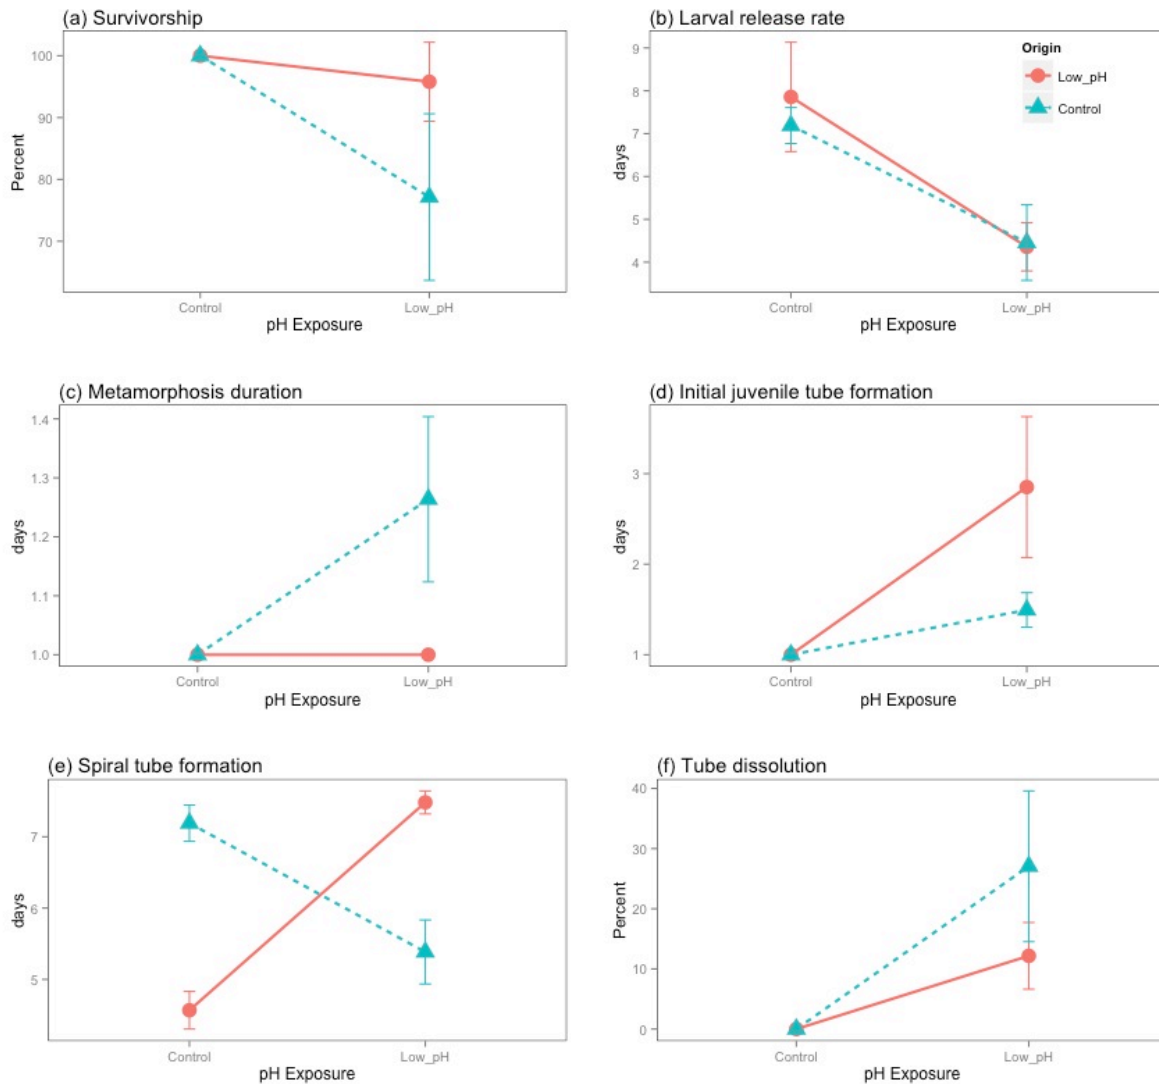 (a) Survivorship
100
90
80
70
Percent
Control
Low_pH
pH Exposure
(b) Larval release rate
9
8
7
6
5
4
days
Origin
Low_pH
Control
Control
Low_pH
pH Exposure
(c) Metamorphosis duration
1.4
1.3
1.2
1.1
1.0
days
Control
Low_pH
pH Exposure
(d) Initial juvenile tube formation
3
2
1
days
Control
Low_pH
pH Exposure
(e) Spiral tube formation
7
6
5
days
Control
Low_pH
pH Exposure
(f) Tube dissolution
40
30
20
10
0
Percent
Control
Low_pH
pH Exposure